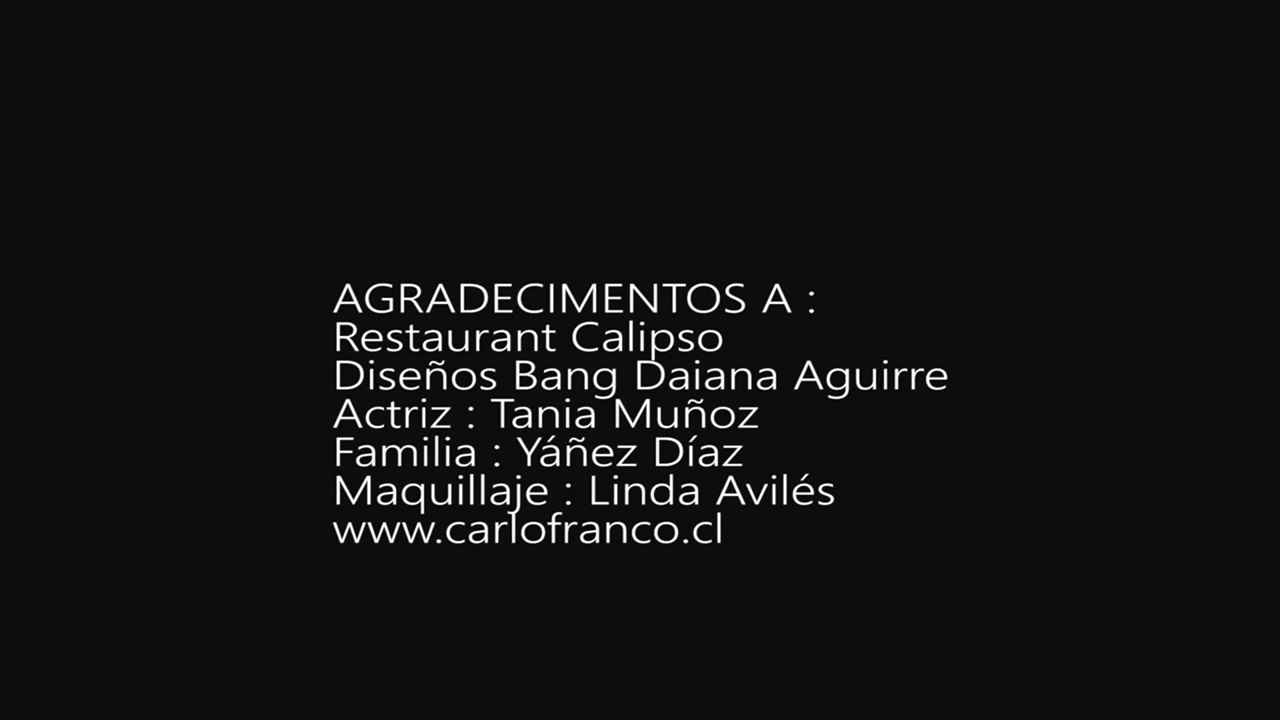 AGRADECIMENTOS A :
Restaurant Calipso
Diseños Bang Daiana Aguirre
Actriz : Tania Muñoz
Familia : Yáñez Díaz
Maquillaje : Linda Avilés
www.carlofranco.cl